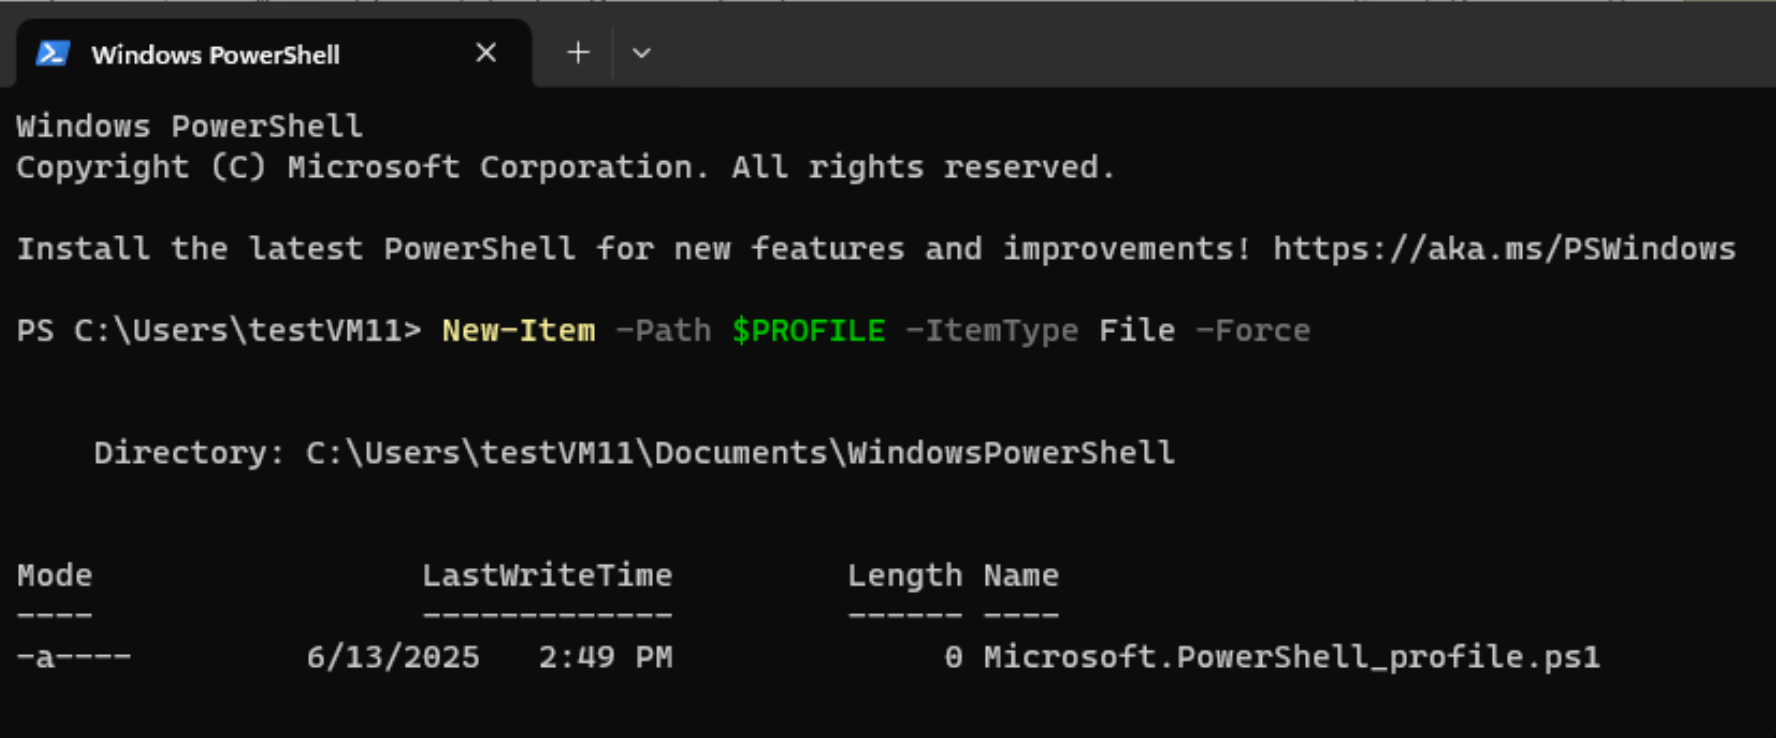 Windows PowerShell
Windows PowerShell
Copyright (C) Microsoft Corporation. All rights reserved.
Install the latest PowerShell for new features and improvements! https://aka.ms/PSWindows
PS C:\Users\testVM11> New-Item -Path $PROFILE -ItemType File -Force
Directory: C:\Users\testVM11\Documents\WindowsPowerShell
Mode LastWriteTime Length Name
---- ------------- ------ ----
-a---- 6/13/2025 2:49 PM 0 Microsoft.PowerShell_profile.ps1